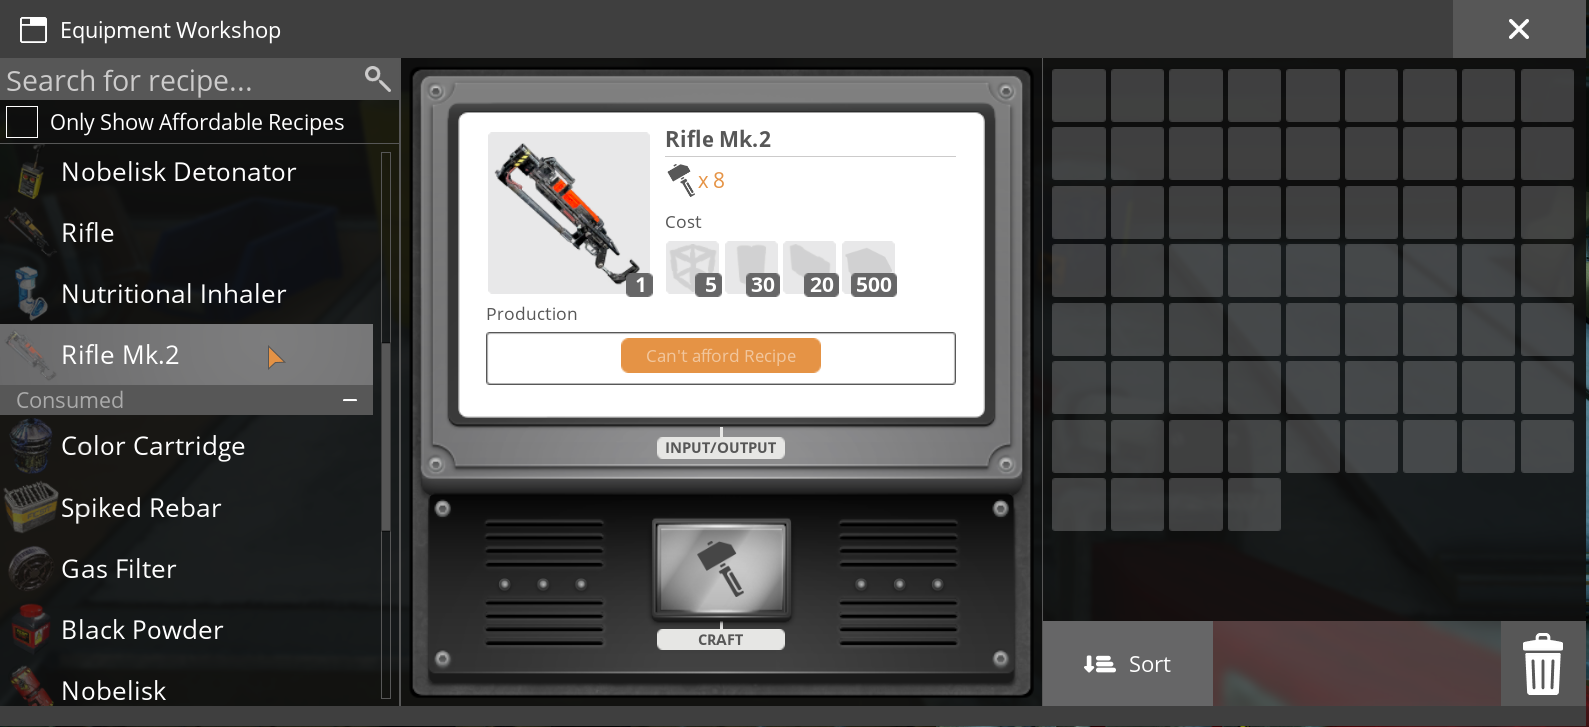 Equipment Workshop
Search for recipe...
Only Show Affordable Recipes
Nobelisk Detonator
Rifle
Nutritional Inhaler
Rifle Mk.2
Consumed
Color Cartridge
Spiked Rebar
Gas Filter
Black Powder
Nobelisk
Rifle Mk.2
x 8
Cost
1
5
30
20
500
Production
Can't afford Recipe
INPUT/OUTPUT
CRAFT
Sort